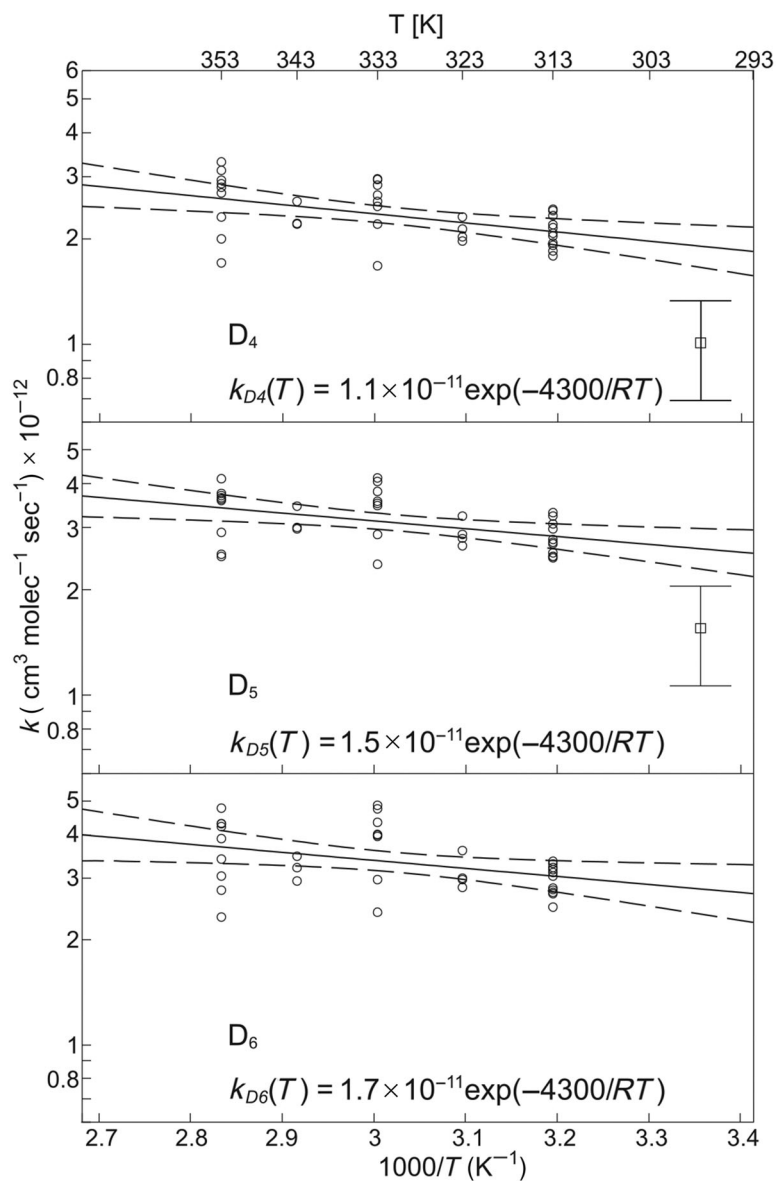 T [K]
353 343 333 323 313 303 293
6
5
4
3
2
1
0.8
D₄
k_D4(T) = 1.1×10⁻¹¹exp(−4300/RT)
k ( cm³ molec⁻¹ sec⁻¹) × 10⁻¹²
5
4
3
2
1
0.8
D₅
k_D5(T) = 1.5×10⁻¹¹exp(−4300/RT)
5
4
3
2
1
0.8
D₆
k_D6(T) = 1.7×10⁻¹¹exp(−4300/RT)
2.7 2.8 2.9 3 3.1 3.2 3.3 3.4
1000/T (K⁻¹)